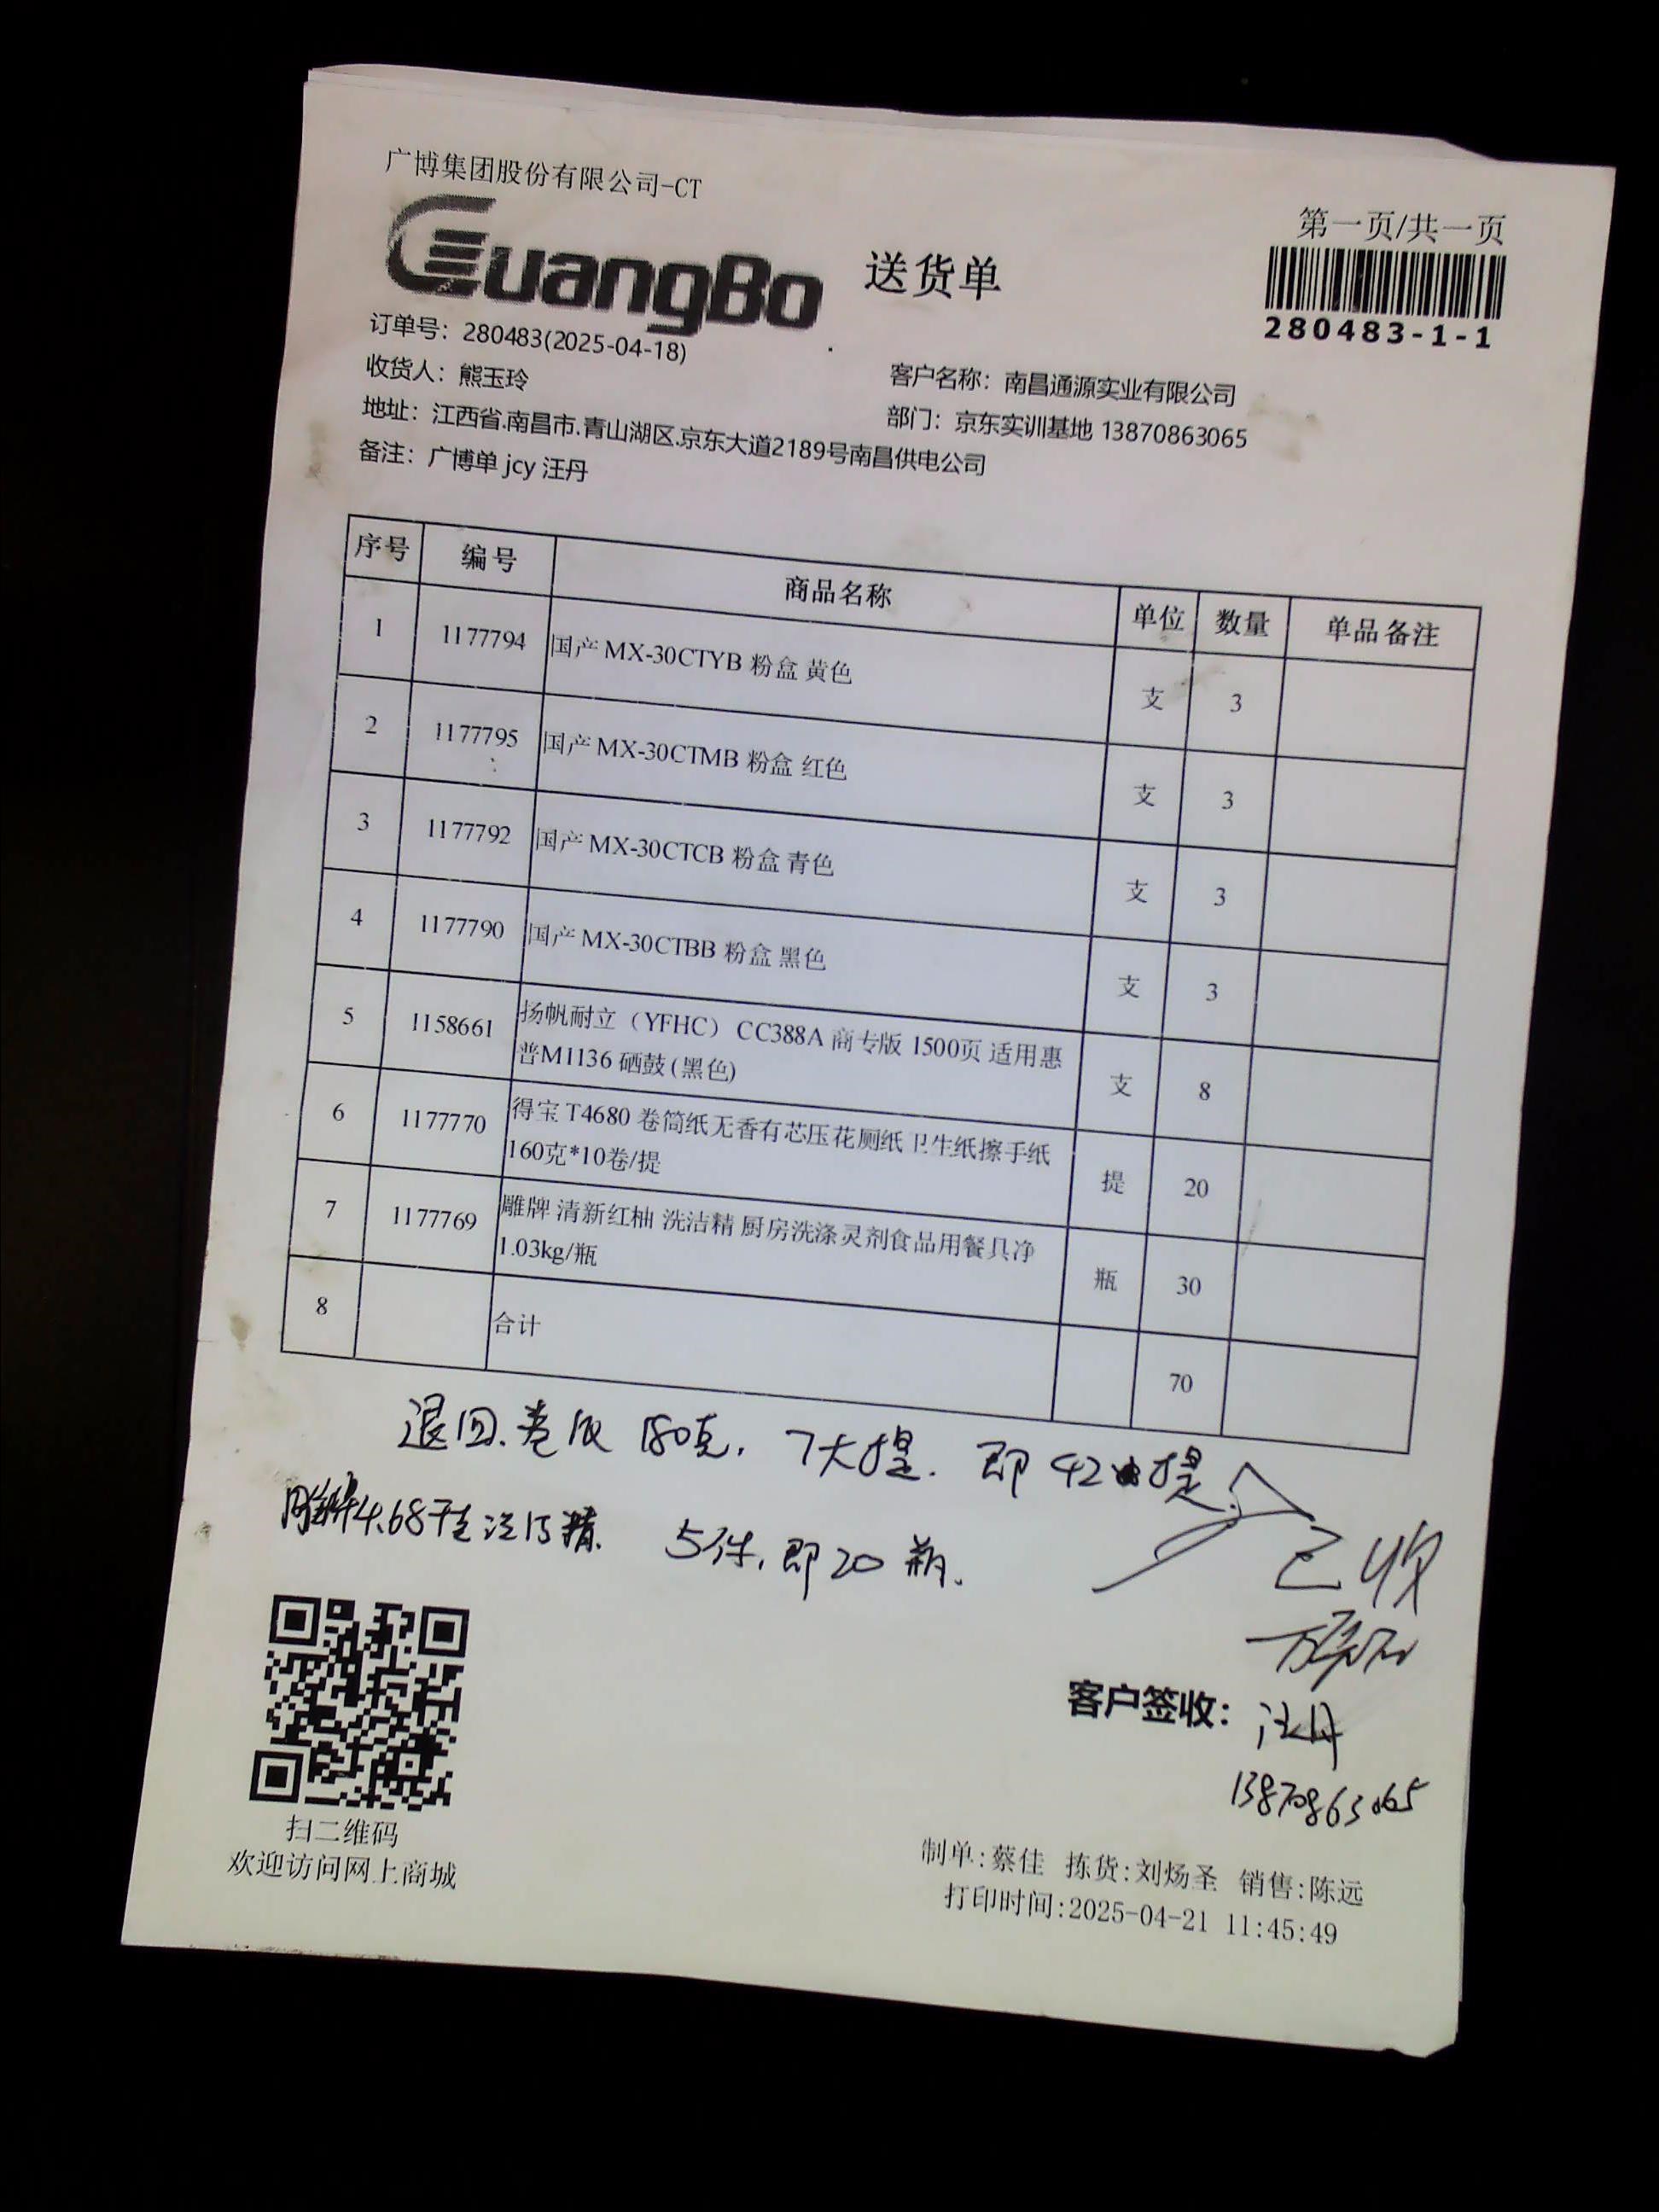 广博集团股份有限公司-CT
GuangBo
送货单
第一页/共一页
280483-1-1
订单号：280483(2025-04-18)
收货人：熊玉玲
客户名称：南昌通源实业有限公司
地址：江西省.南昌市.青山湖区.京东大道2189号南昌供电公司
部门：京东实训基地 13870863065
备注：广博单 jcy 汪丹
序号 编号 商品名称 单位 数量 单品备注
1 1177794 国产 MX-30CTYB 粉盒 黄色 支 3
2 1177795 国产 MX-30CTMB 粉盒 红色 支 3
3 1177792 国产 MX-30CTCB 粉盒 青色 支 3
4 1177790 国产 MX-30CTBB 粉盒 黑色 支 3
5 1158661 扬帆耐立（YFHC） CC388A 商专版 1500页 适用惠
普M1136 硒鼓 (黑色) 支 8
6 1177770 得宝 T4680 卷筒纸无香有芯压花厕纸卫生纸擦手纸
160克*10卷/提 提 20
7 1177769 雕牌 清新红柚 洗洁精 厨房洗涤灵剂食品用餐具净
1.03kg/瓶 瓶 30
8 合计 70
退回.卷纸 180克. 7大提. 即 42 提
雕牌4.68千克洗洁精. 5件.即20 瓶.
已收
客户签收：汪丹
13870863065
扫二维码
欢迎访问网上商城
制单:蔡佳 拣货:刘炀圣 销售:陈远
打印时间:2025-04-21 11:45:49